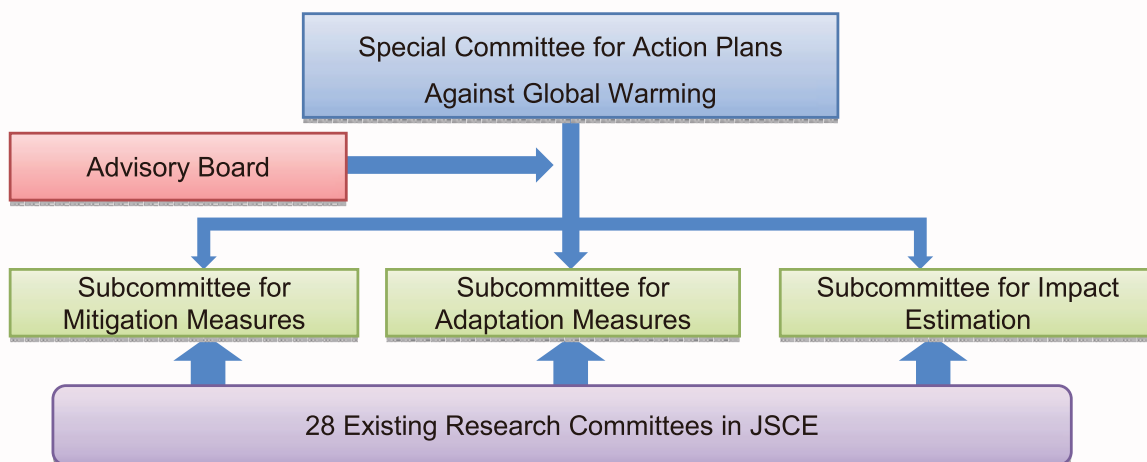 Special Committee for Action Plans
Against Global Warming
Advisory Board
Subcommittee for
Mitigation Measures
Subcommittee for
Adaptation Measures
Subcommittee for Impact
Estimation
28 Existing Research Committees in JSCE